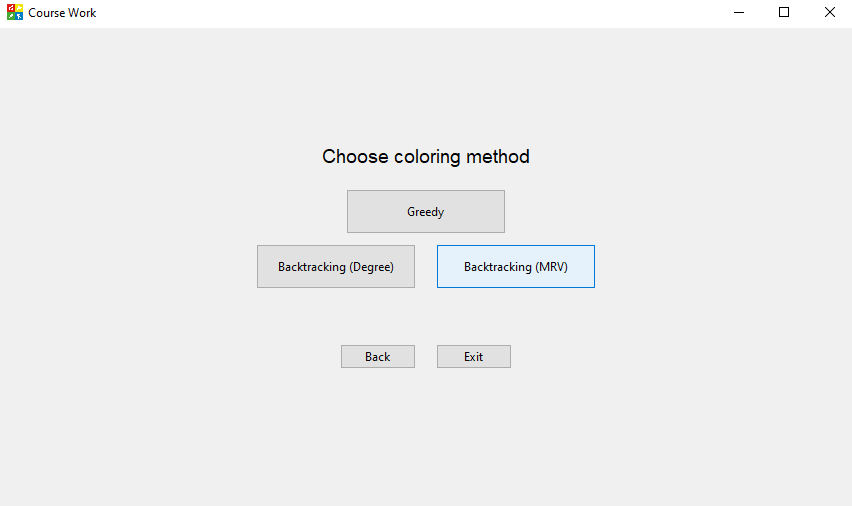 Course Work
Choose coloring method
Greedy
Backtracking (Degree) Backtracking (MRV)
Back Exit